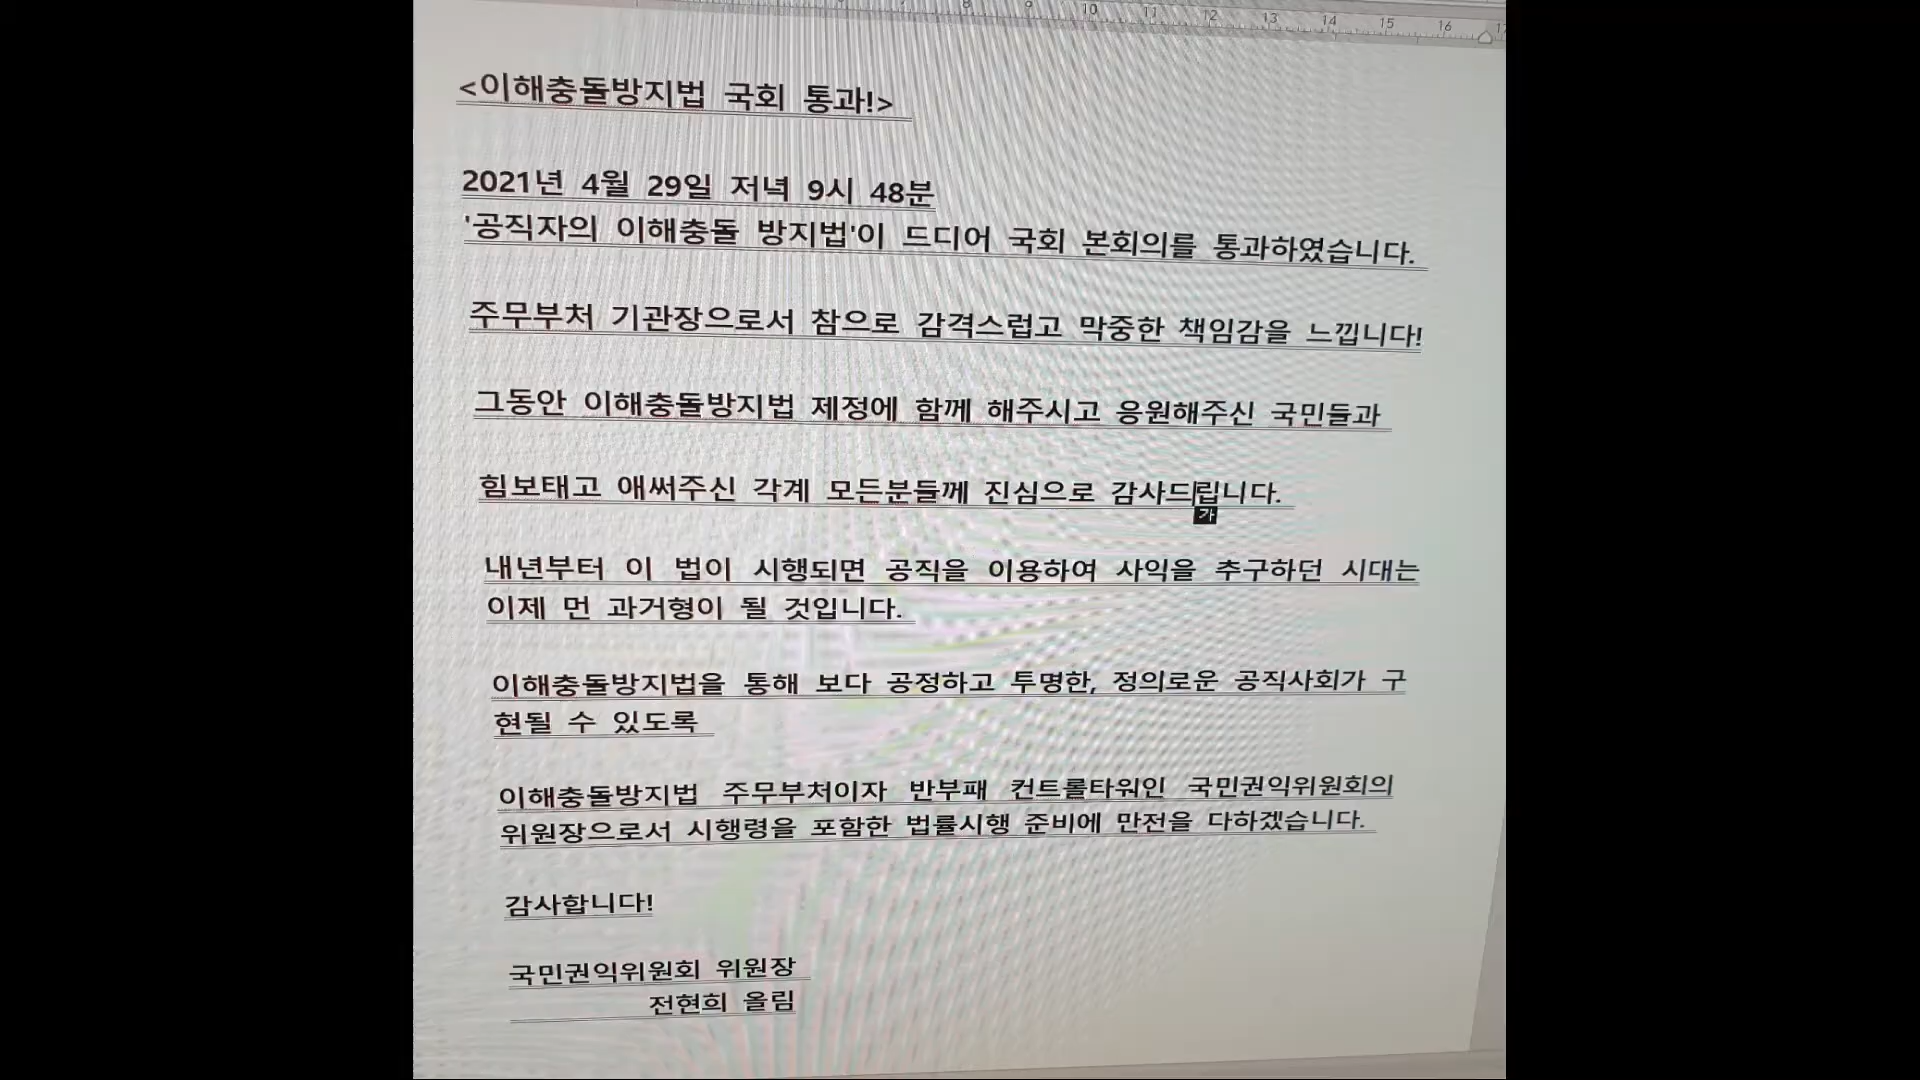 8 9 10 11 12 13 14 15 16 17
<이해충돌방지법 국회 통과!>
2021년 4월 29일 저녁 9시 48분
'공직자의 이해충돌 방지법'이 드디어 국회 본회의를 통과하였습니다.
주무부처 기관장으로서 참으로 감격스럽고 막중한 책임감을 느낍니다!
그동안 이해충돌방지법 제정에 함께 해주시고 응원해주신 국민들과
힘보태고 애써주신 각계 모든분들께 진심으로 감사드립니다.
가
내년부터 이 법이 시행되면 공직을 이용하여 사익을 추구하던 시대는
이제 먼 과거형이 될 것입니다.
이해충돌방지법을 통해 보다 공정하고 투명한, 정의로운 공직사회가 구
현될 수 있도록
이해충돌방지법 주무부처이자 반부패 컨트롤타워인 국민권익위원회의
위원장으로서 시행령을 포함한 법률시행 준비에 만전을 다하겠습니다.
감사합니다!
국민권익위원회 위원장
전현희 올림